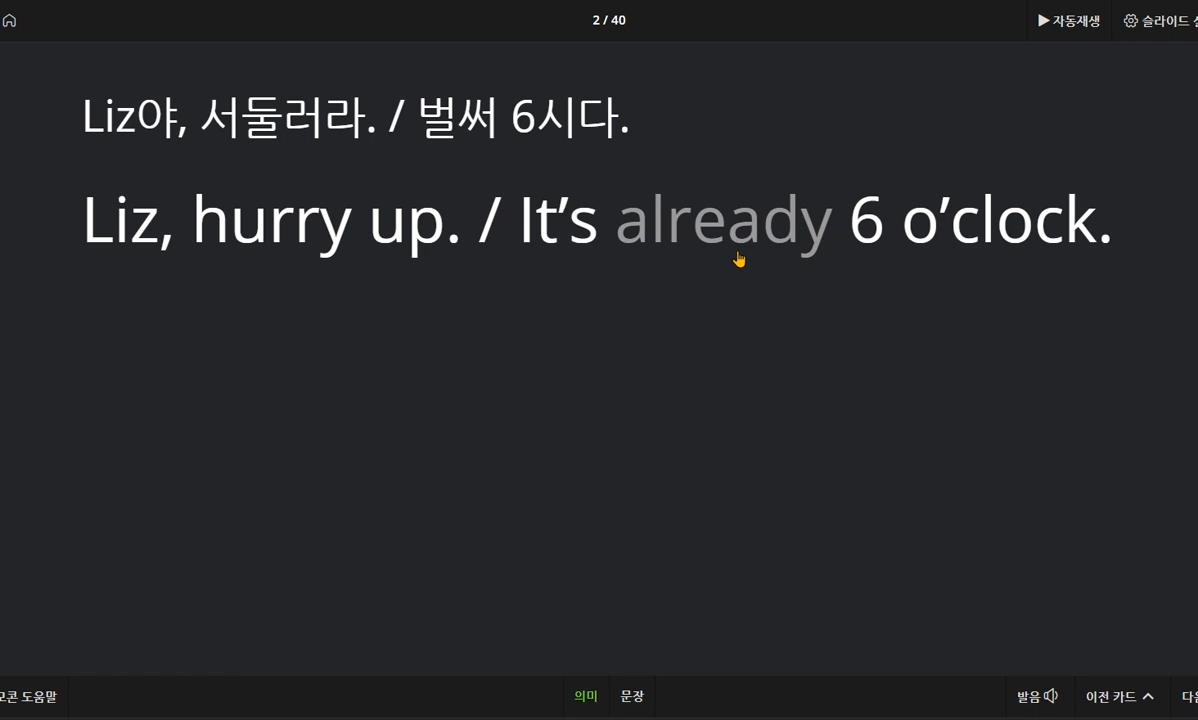 2 / 40
▶ 자동재생
슬라이드
Liz야, 서둘러라. / 벌써 6시다.
Liz, hurry up. / It’s already 6 o’clock.
도움말
의미
문장
발음
이전 카드